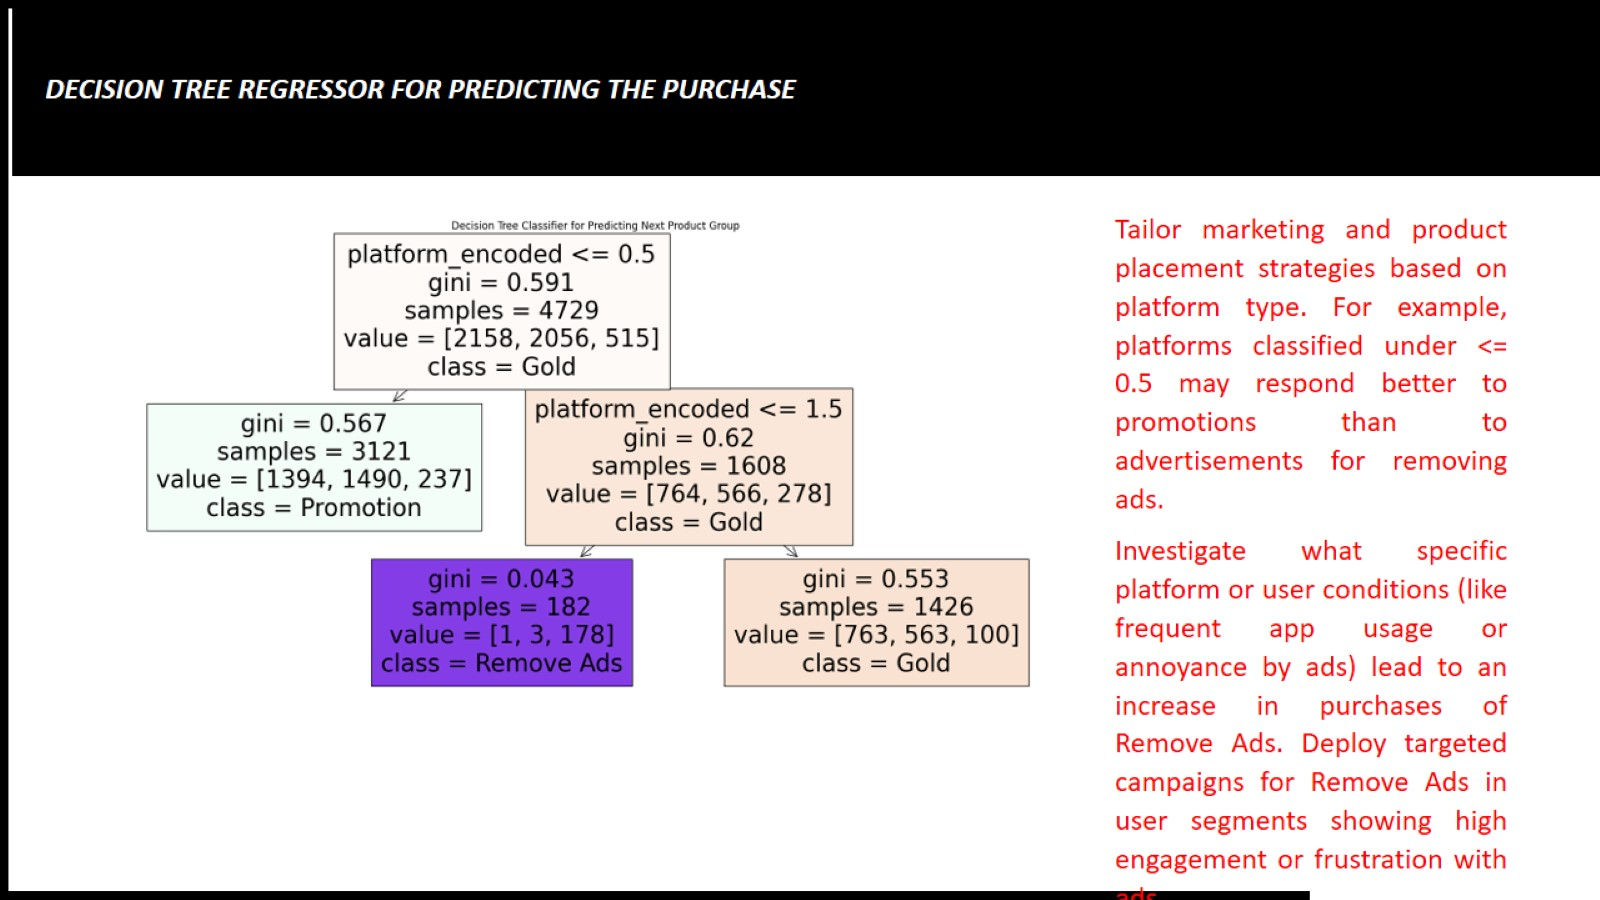 DECISION TREE REGRESSOR FOR PREDICTING THE PURCHASE
Decision Tree Classifier for Predicting Next Product Group
platform_encoded <= 0.5
gini = 0.591
samples = 4729
value = [2158, 2056, 515]
class = Gold
gini = 0.567
samples = 3121
value = [1394, 1490, 237]
class = Promotion
platform_encoded <= 1.5
gini = 0.62
samples = 1608
value = [764, 566, 278]
class = Gold
gini = 0.043
samples = 182
value = [1, 3, 178]
class = Remove Ads
gini = 0.553
samples = 1426
value = [763, 563, 100]
class = Gold
Tailor marketing and product
placement strategies based on
platform type. For example,
platforms classified under <=
0.5 may respond better to
promotions than to
advertisements for removing
ads.
Investigate what specific
platform or user conditions (like
frequent app usage or
annoyance by ads) lead to an
increase in purchases of
Remove Ads. Deploy targeted
campaigns for Remove Ads in
user segments showing high
engagement or frustration with
ads.